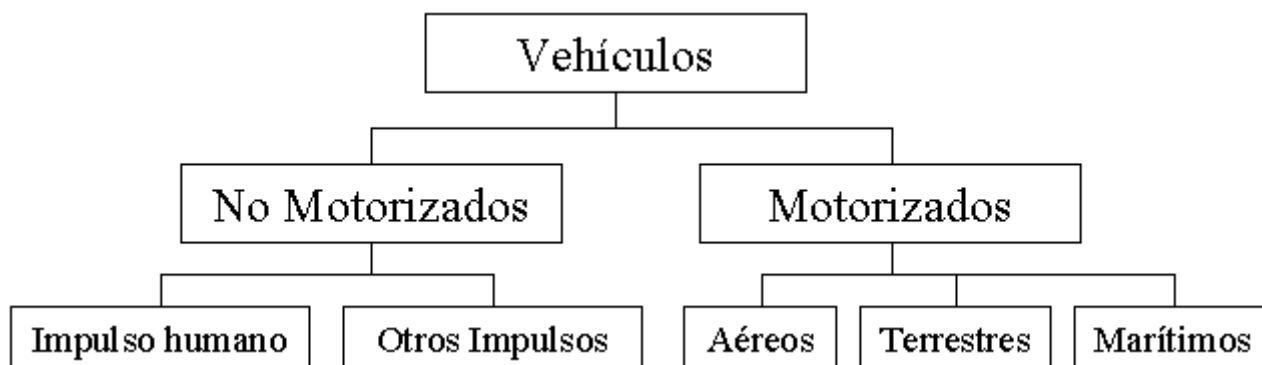 Vehículos
No Motorizados
Motorizados
Impulso humano
Otros Impulsos
Aéreos
Terrestres
Marítimos